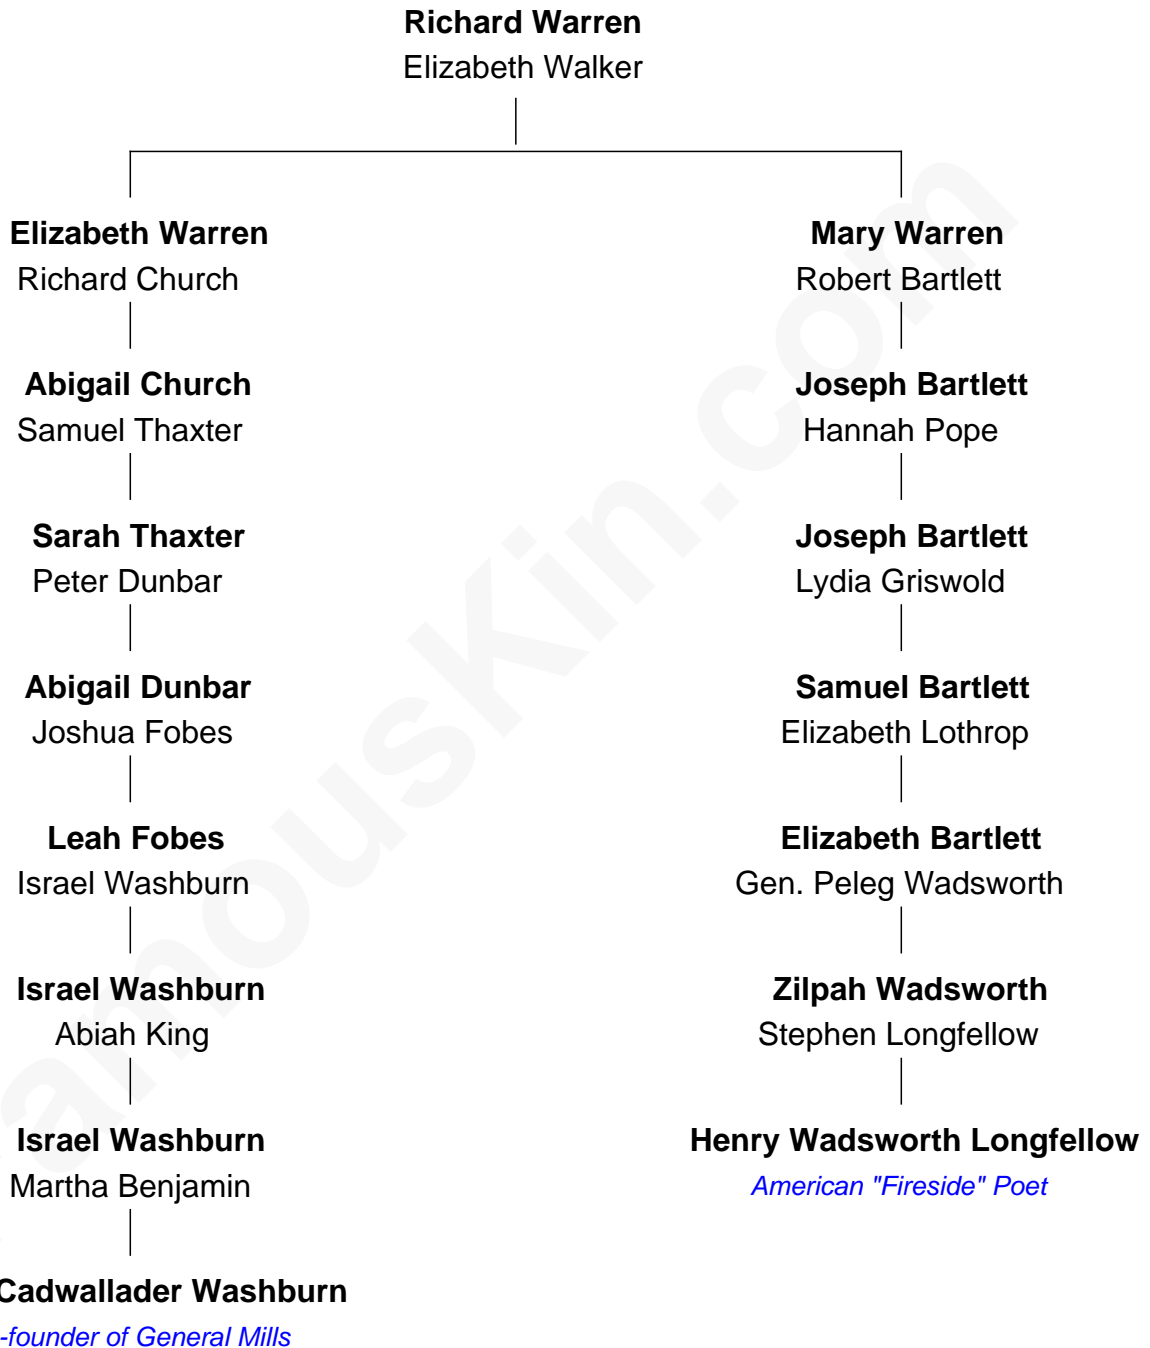 Richard Warren
Elizabeth Walker
Elizabeth Warren
Richard Church
Abigail Church
Samuel Thaxter
Sarah Thaxter
Peter Dunbar
Abigail Dunbar
Joshua Fobes
Leah Fobes
Israel Washburn
Israel Washburn
Abiah King
Israel Washburn
Martha Benjamin
Cadwallader Washburn
-founder of General Mills
Mary Warren
Robert Bartlett
Joseph Bartlett
Hannah Pope
Joseph Bartlett
Lydia Griswold
Samuel Bartlett
Elizabeth Lothrop
Elizabeth Bartlett
Gen. Peleg Wadsworth
Zilpah Wadsworth
Stephen Longfellow
Henry Wadsworth Longfellow
American "Fireside" Poet
amousKin.com